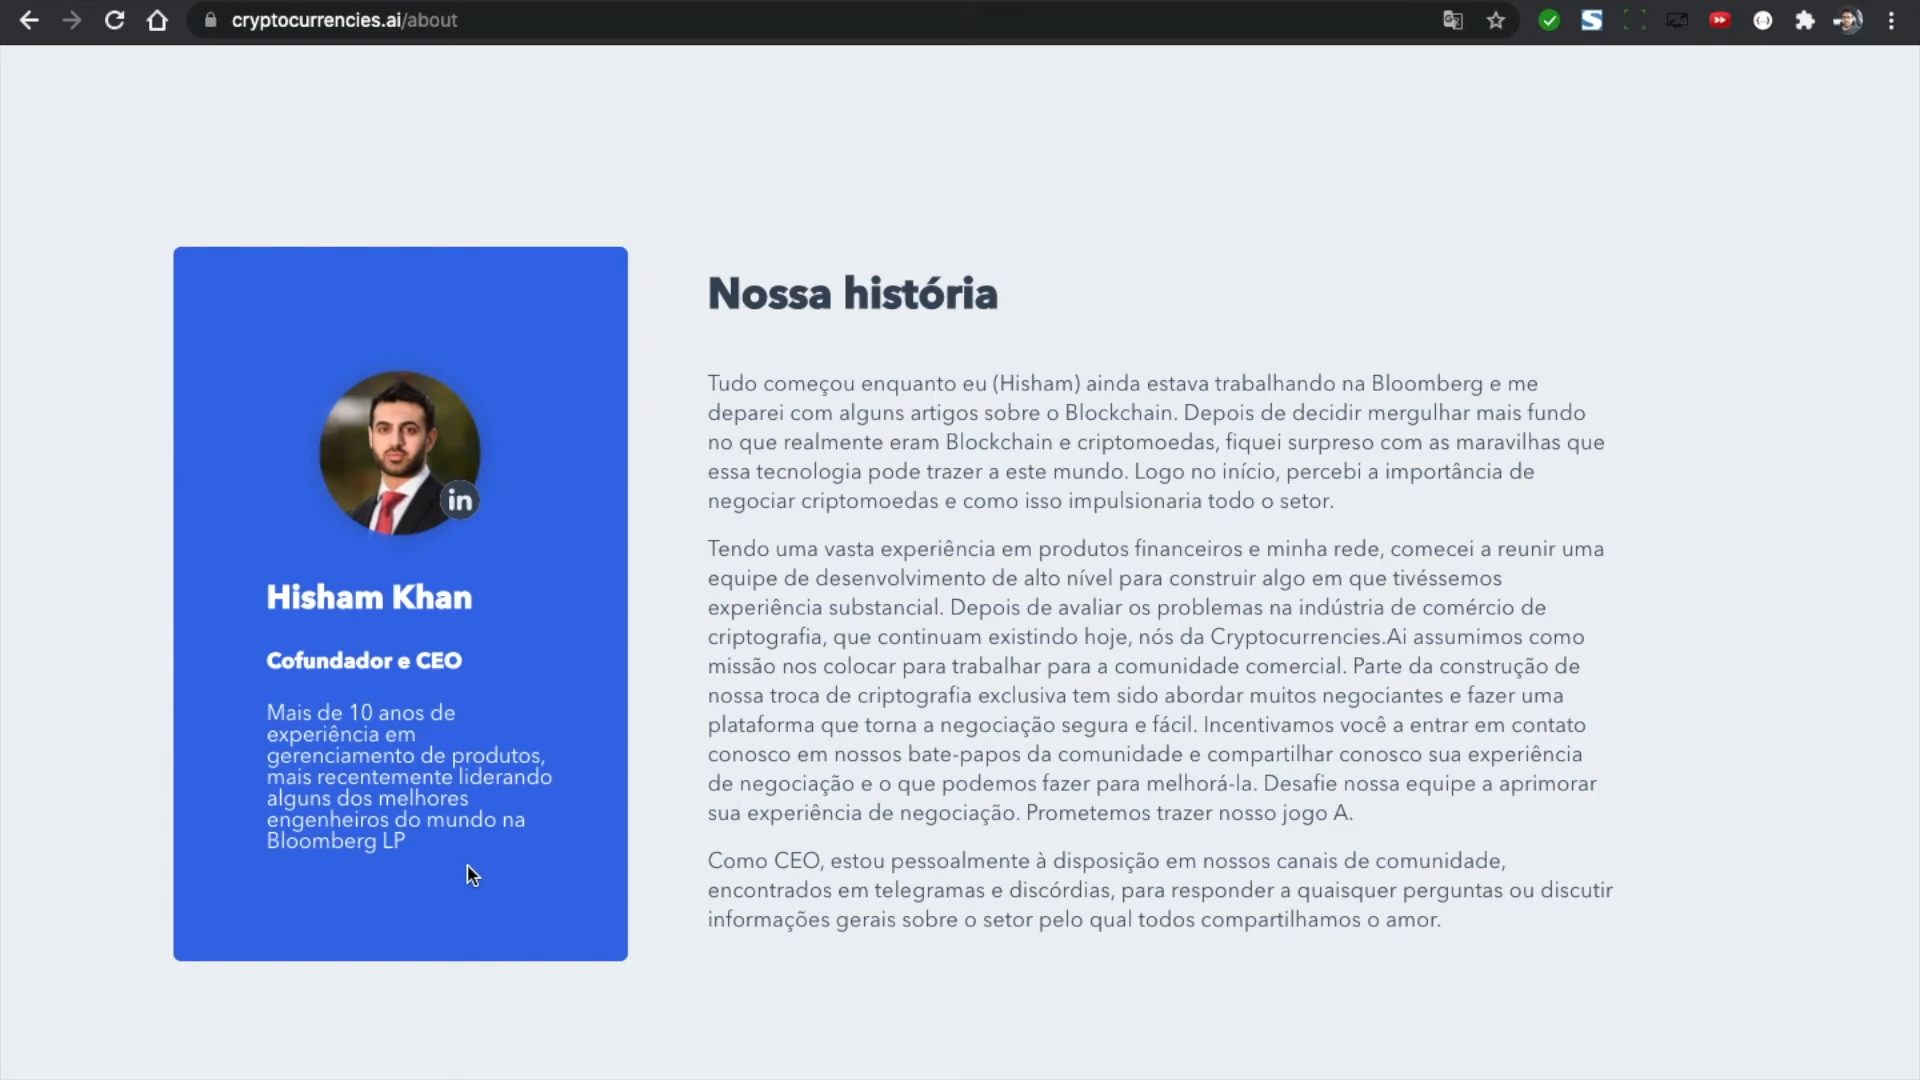 cryptocurrencies.ai/about
in
Hisham Khan
Cofundador e CEO
Mais de 10 anos de
experiência em
gerenciamento de produtos,
mais recentemente liderando
alguns dos melhores
engenheiros do mundo na
Bloomberg LP
Nossa história
Tudo começou enquanto eu (Hisham) ainda estava trabalhando na Bloomberg e me
deparei com alguns artigos sobre o Blockchain. Depois de decidir mergulhar mais fundo
no que realmente eram Blockchain e criptomoedas, fiquei surpreso com as maravilhas que
essa tecnologia pode trazer a este mundo. Logo no início, percebi a importância de
negociar criptomoedas e como isso impulsionaria todo o setor.
Tendo uma vasta experiência em produtos financeiros e minha rede, comecei a reunir uma
equipe de desenvolvimento de alto nível para construir algo em que tivéssemos
experiência substancial. Depois de avaliar os problemas na indústria de comércio de
criptografia, que continuam existindo hoje, nós da Cryptocurrencies.Ai assumimos como
missão nos colocar para trabalhar para a comunidade comercial. Parte da construção de
nossa troca de criptografia exclusiva tem sido abordar muitos negociantes e fazer uma
plataforma que torna a negociação segura e fácil. Incentivamos você a entrar em contato
conosco em nossos bate-papos da comunidade e compartilhar conosco sua experiência
de negociação e o que podemos fazer para melhorá-la. Desafie nossa equipe a aprimorar
sua experiência de negociação. Prometemos trazer nosso jogo A.
Como CEO, estou pessoalmente à disposição em nossos canais de comunidade,
encontrados em telegramas e discórdias, para responder a quaisquer perguntas ou discutir
informações gerais sobre o setor pelo qual todos compartilhamos o amor.